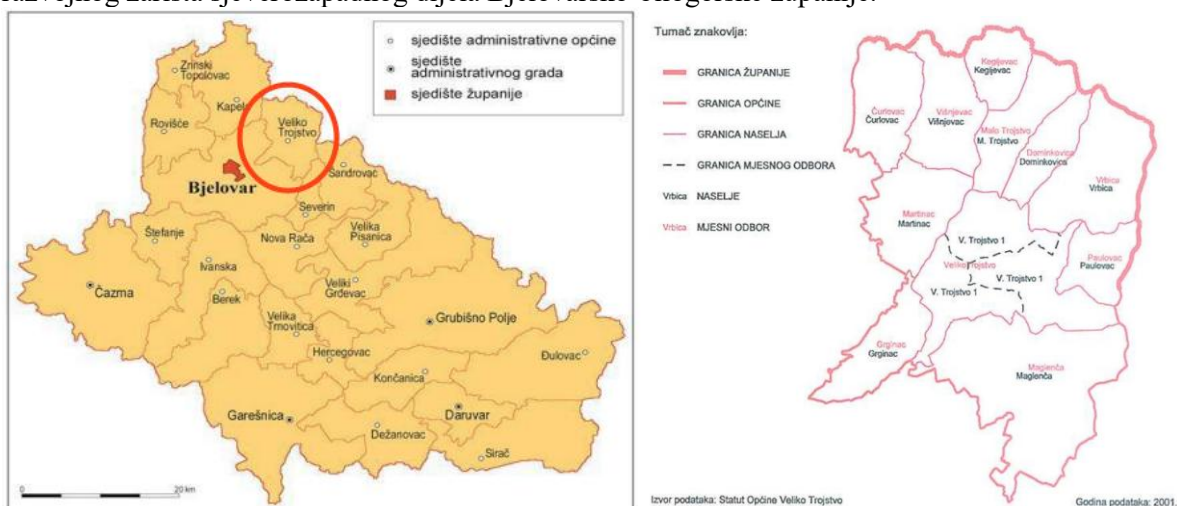 razvojnog žarišta sjeverozapadnog dijela Bjelovarsko-bilogorske županije.
sjedište administrativne općine
sjedište
administrativnog grada
sjedište županije
Zrinski
Topolovac
Kapela
Rovišće
Veliko
Trojstvo
Bjelovar
Šandrovac
Severin
Štefanje
Nova Rača
Velika
Pisanica
Ivanska
Čazma
Berek
Veliki
Grđevac
Velika
Trnovitica
Grubišno Polje
Hercegovac
Đulovac
Končanica
Garešnica
Daruvar
Dežanovac
Sirač
0
20 km
Tumač znakovlja:
GRANICA ŽUPANIJE
GRANICA OPĆINE
GRANICA NASELJA
GRANICA MJESNOG ODBORA
Vrbica NASELJE
Vrbica MJESNI ODBOR
Kegljevac
Kegljevac
Ćurlovac
Ćurlovac
Višnjevac
Višnjevac
Malo Trojstvo
M. Trojstvo
Dominkovica
Dominkovica
Vrbica
Vrbica
Martinac
Martinac
V. Trojstvo 1
Veliko Trojstvo
V. Trojstvo 1
V. Trojstvo 1
Paulovac
Paulovac
Grginac
Grginac
Maglenča
Maglenča
Izvor podataka: Statut Općine Veliko Trojstvo
Godina podataka: 2001.